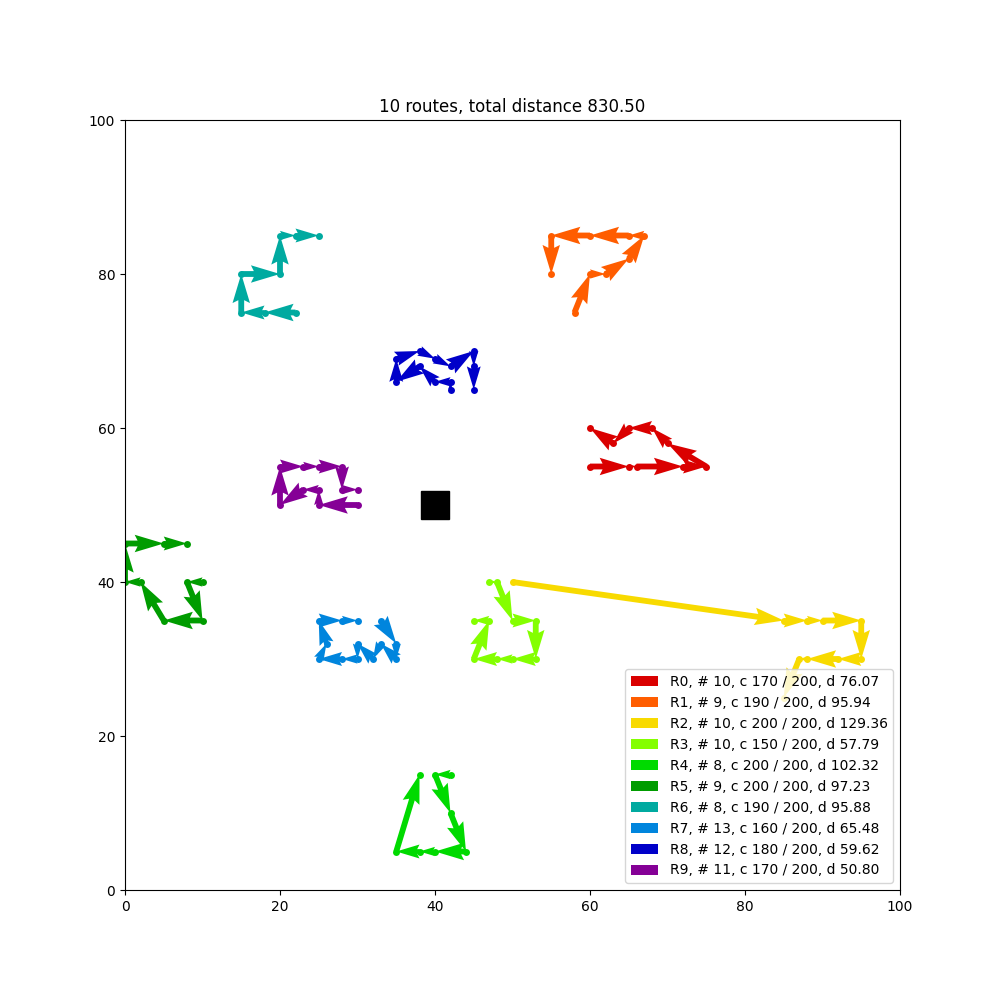 10 routes, total distance 830.50
100
80
60
40
20
0
0 20 40 60 80 100
R0, # 10, c 170 / 200, d 76.07
R1, # 9, c 190 / 200, d 95.94
R2, # 10, c 200 / 200, d 129.36
R3, # 10, c 150 / 200, d 57.79
R4, # 8, c 200 / 200, d 102.32
R5, # 9, c 200 / 200, d 97.23
R6, # 8, c 190 / 200, d 95.88
R7, # 13, c 160 / 200, d 65.48
R8, # 12, c 180 / 200, d 59.62
R9, # 11, c 170 / 200, d 50.80